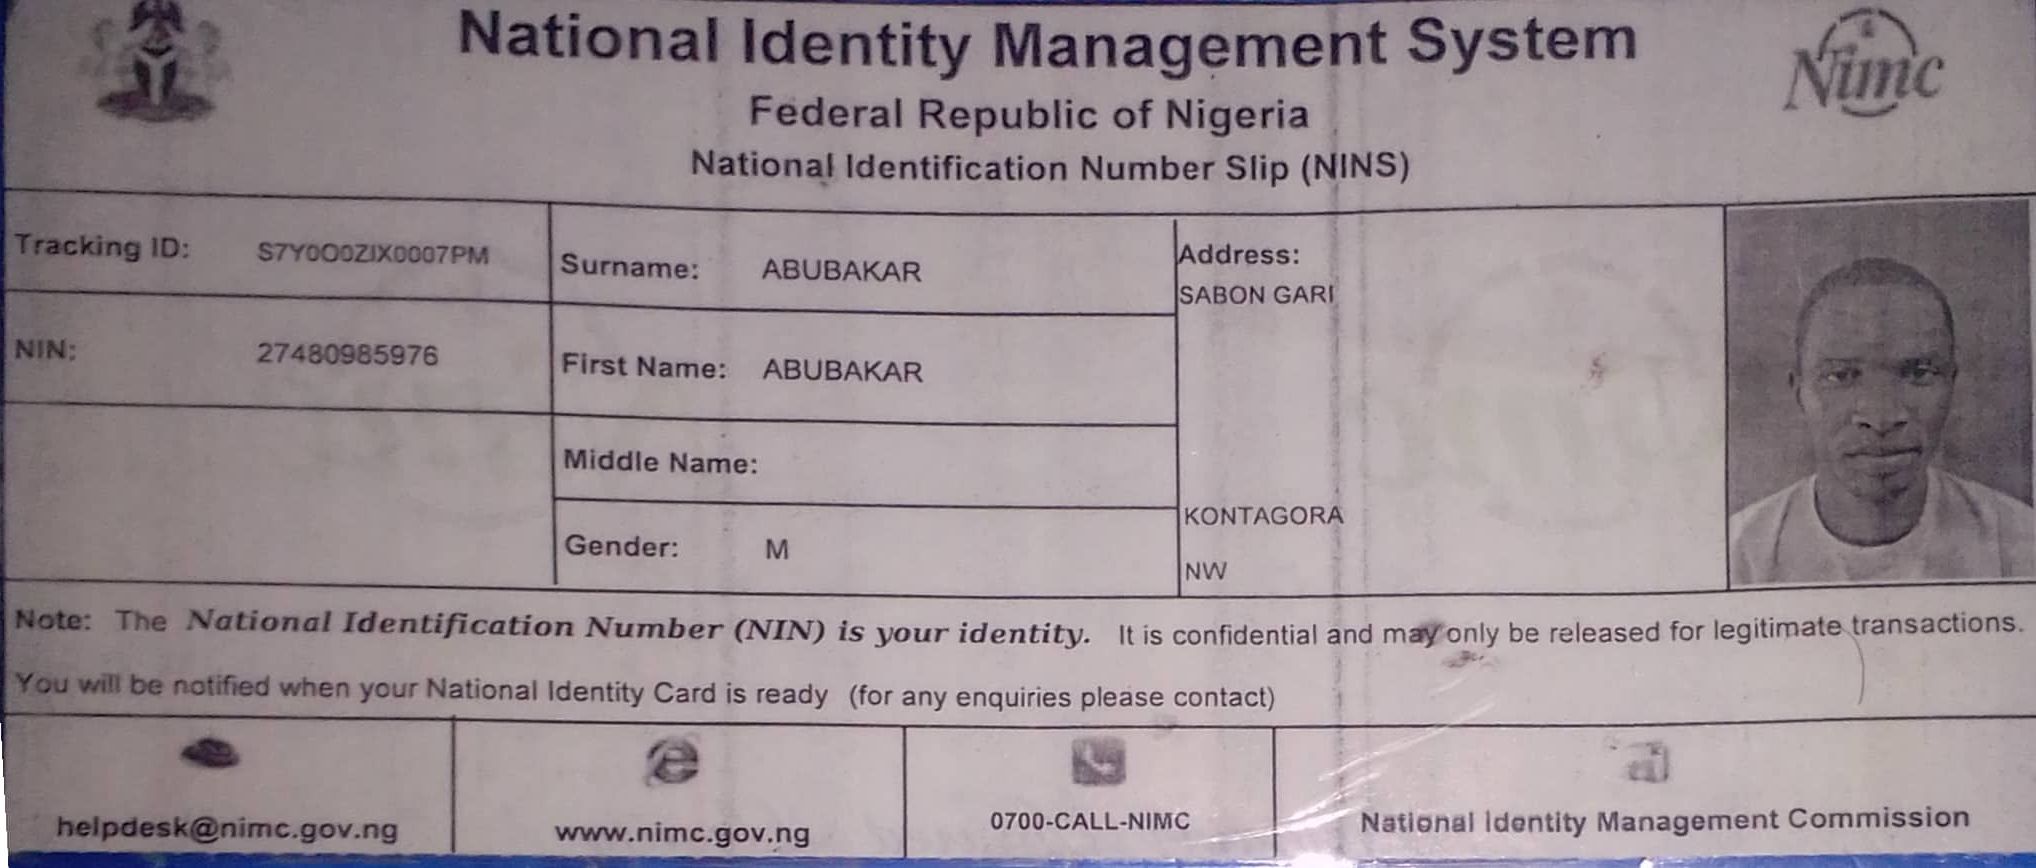 National Identity Management System
Nimc
Federal Republic of Nigeria
National Identification Number Slip (NINS)
Tracking ID: S7Y0O0ZIX0007PM
Surname: ABUBAKAR
Address:
SABON GARI
NIN: 27480985976
First Name: ABUBAKAR
Middle Name:
KONTAGORA
Gender: M
NW
Note: The National Identification Number (NIN) is your identity. It is confidential and may only be released for legitimate transactions.
You will be notified when your National Identity Card is ready (for any enquiries please contact)
helpdesk@nimc.gov.ng
www.nimc.gov.ng
0700-CALL-NIMC
National Identity Management Commission